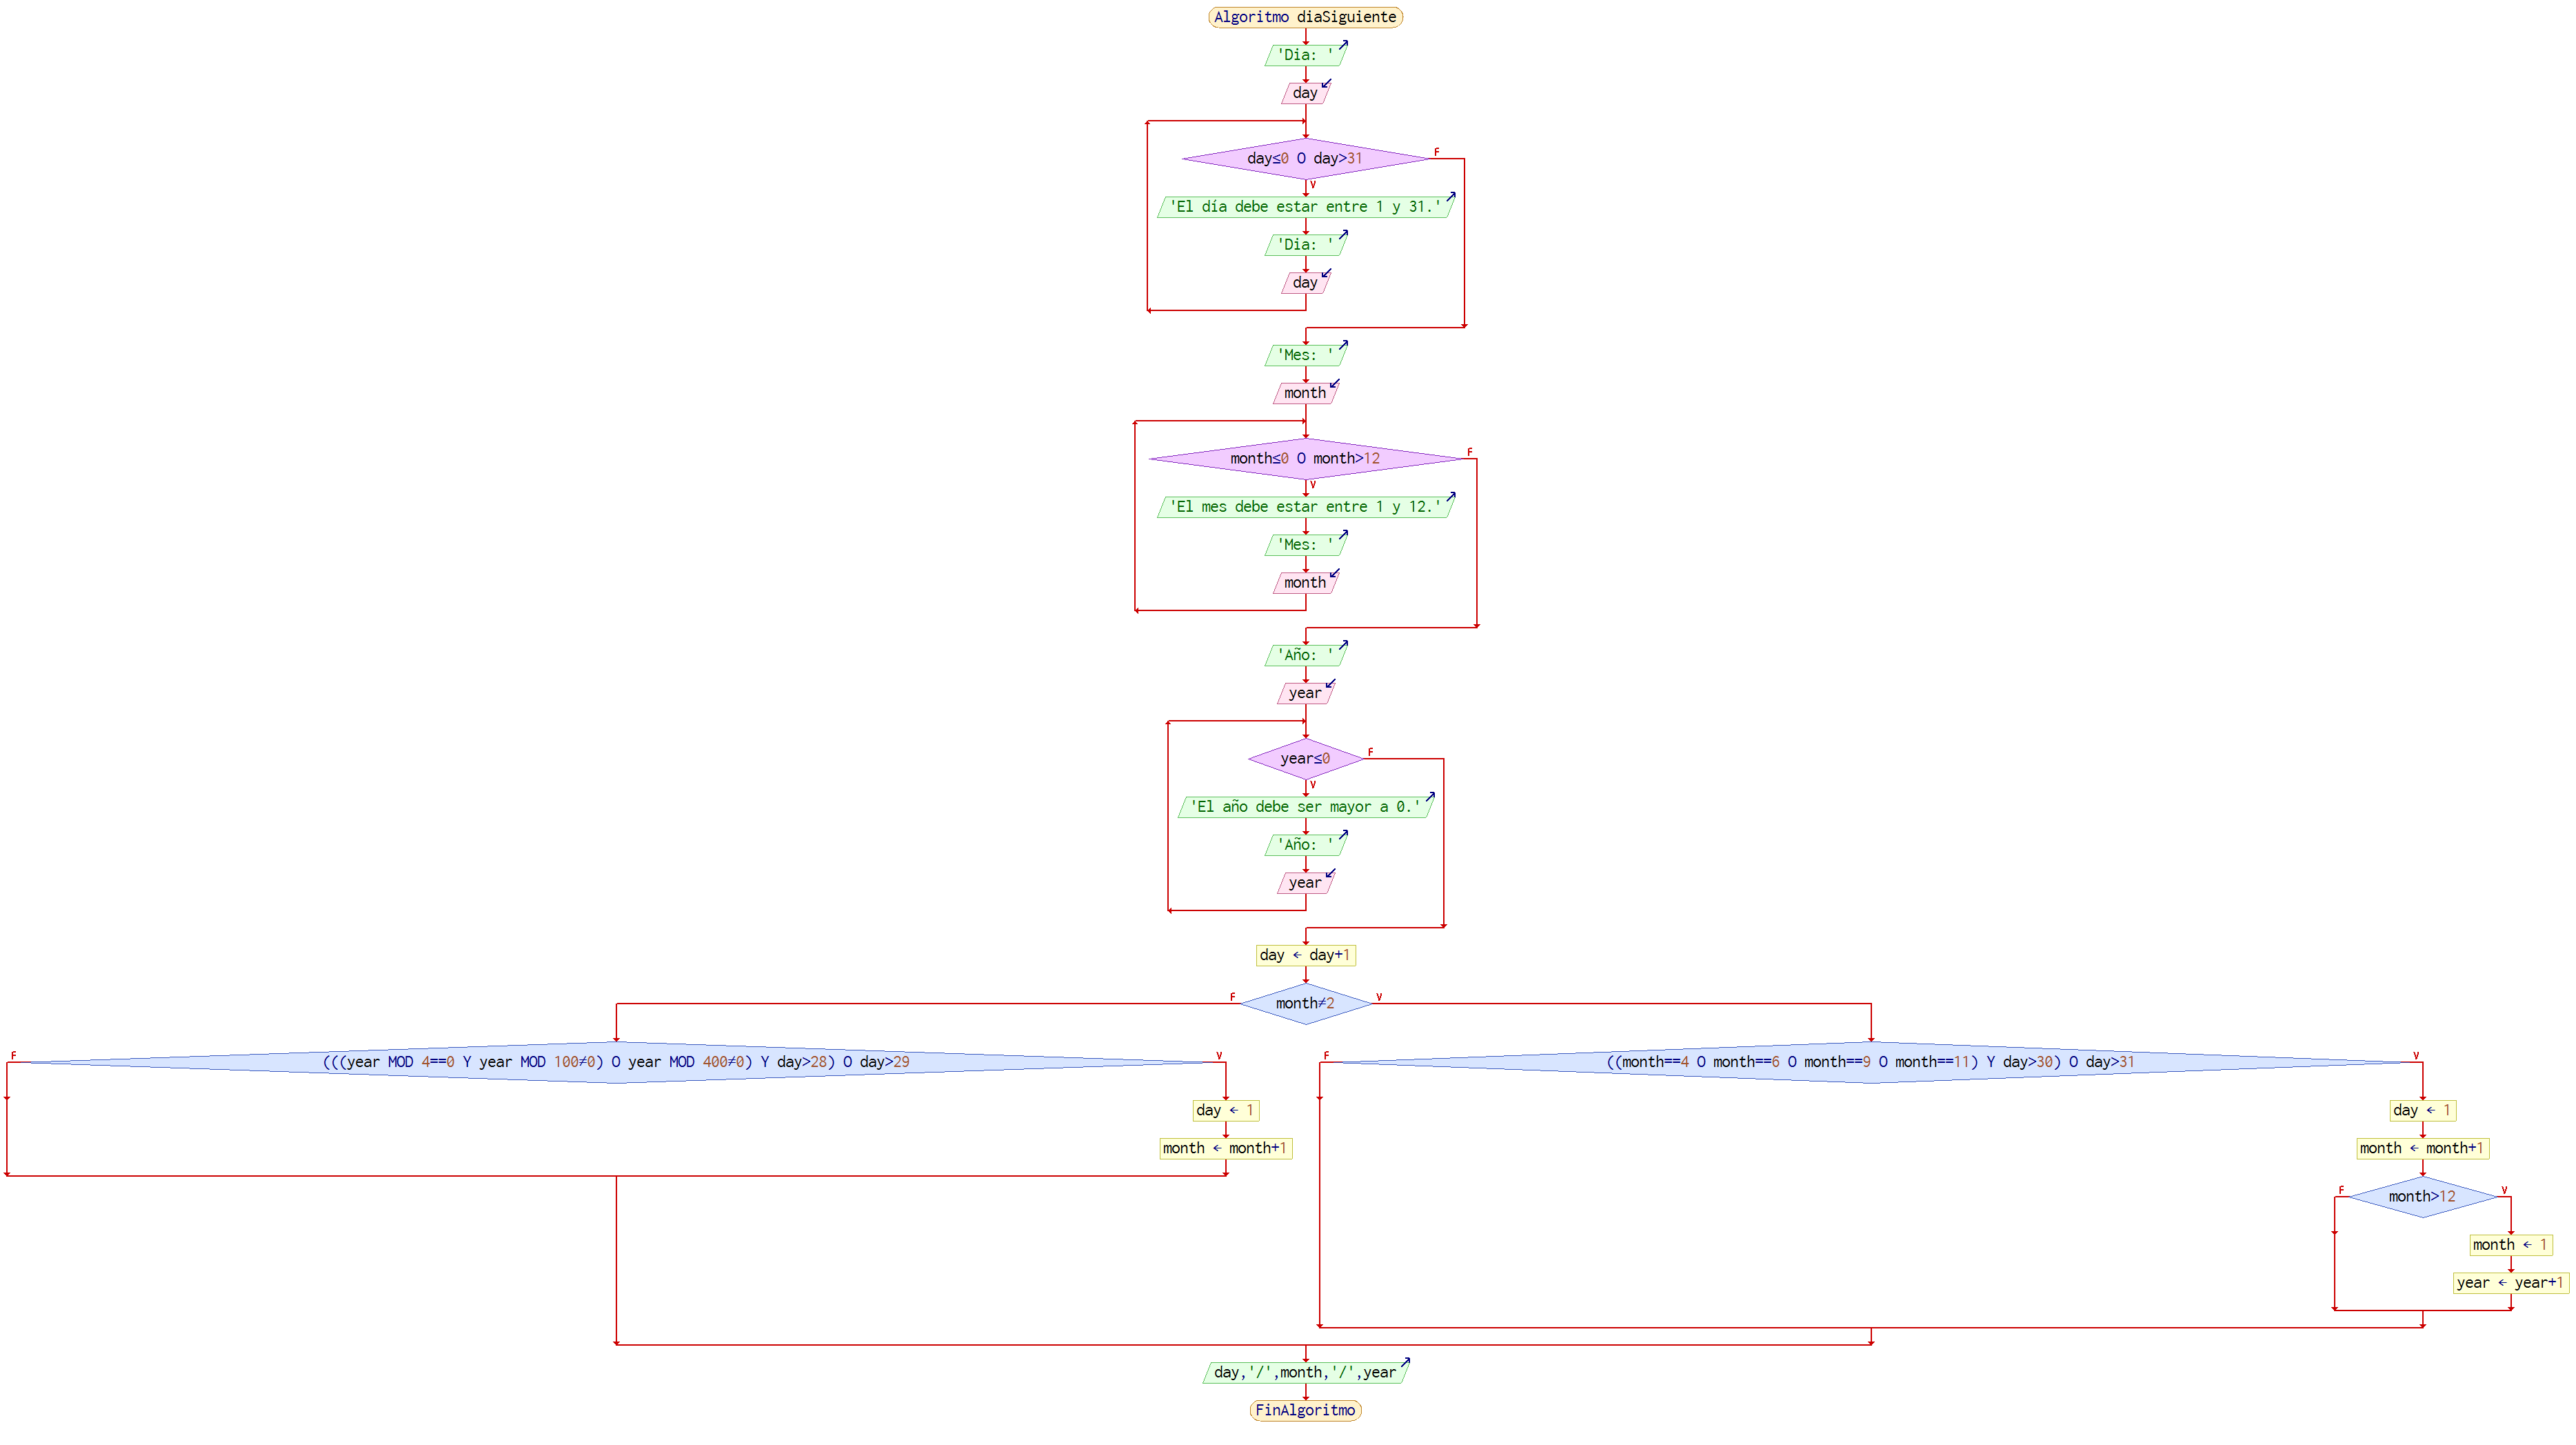 Algoritmo diaSiguiente
'Dia: '
day
day≤0 O day>31
F
V
'El día debe estar entre 1 y 31.'
'Dia: '
day
'Mes: '
month
month≤0 O month>12
F
V
'El mes debe estar entre 1 y 12.'
'Mes: '
month
'Año: '
year
year≤0
F
V
'El año debe ser mayor a 0.'
'Año: '
year
day ← day+1
F
month≠2
V
F
(((year MOD 4==0 Y year MOD 100≠0) O year MOD 400≠0) Y day>28) O day>29
V
day ← 1
month ← month+1
F
((month==4 O month==6 O month==9 O month==11) Y day>30) O day>31
V
day ← 1
month ← month+1
F
month>12
V
month ← 1
year ← year+1
day,'/',month,'/',year
FinAlgoritmo